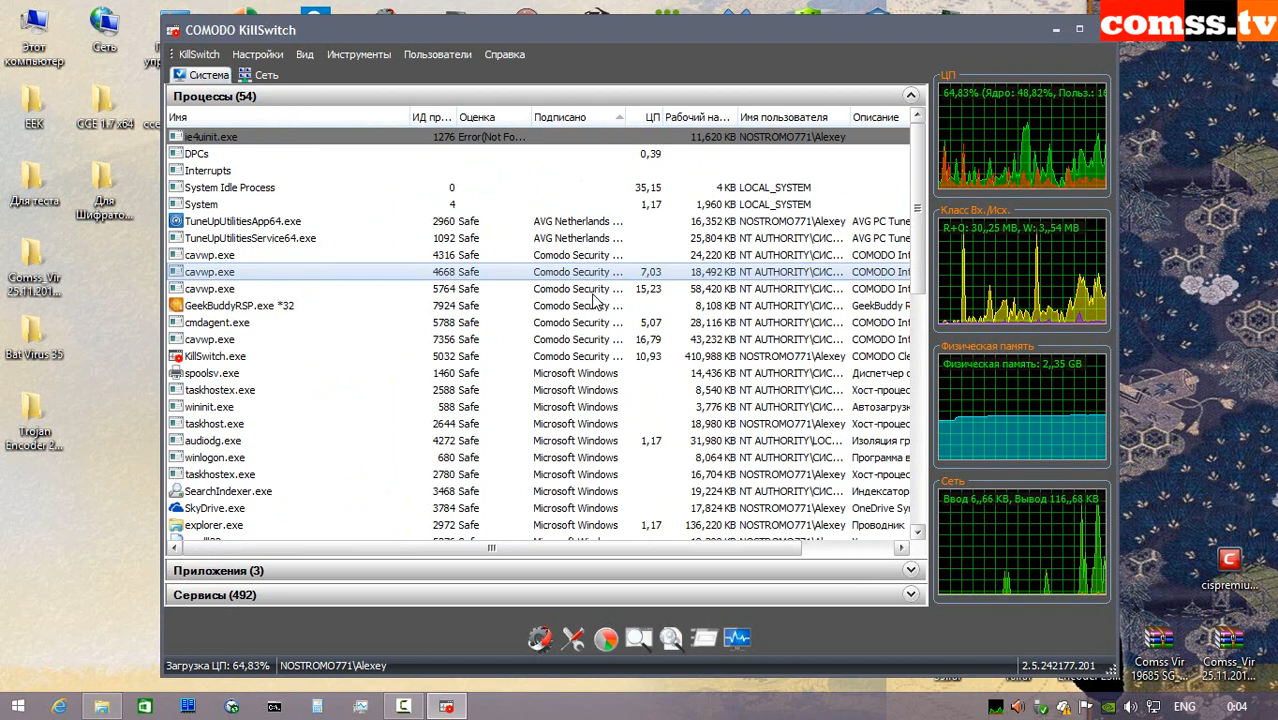 comss.tv
COMODO KillSwitch
KillSwitch Настройки Вид Инструменты Пользователи Справка
Система Сеть
Процессы (54)
Имя ИД пр... Оценка Подписано ЦП Рабочий на... Имя пользователя Описание
ie4uinit.exe 1276 Error(Not Fo... 11,620 KB NOSTROMO771\Alexey
DPCs 0,39
Interrupts
System Idle Process 0 35,15 4 KB LOCAL_SYSTEM
System 4 1,17 1,960 KB LOCAL_SYSTEM
TuneUpUtilitiesApp64.exe 2960 Safe AVG Netherlands ... 16,336 KB NOSTROMO771\Alexey AVG PC Tune
TuneUpUtilitiesService64.exe 1092 Safe AVG Netherlands ... 25,804 KB NT AUTHORITY\СИС... AVG PC Tune
cavwp.exe 4316 Safe Comodo Security ... 24,220 KB NT AUTHORITY\СИС... COMODO Int
cavwp.exe 4668 Safe Comodo Security ... 7,03 18,492 KB NT AUTHORITY\СИС... COMODO Int
cavwp.exe 5764 Safe Comodo Security ... 15,23 58,420 KB NT AUTHORITY\СИС... COMODO Int
GeekBuddyRSP.exe *32 7924 Safe Comodo Security ... 8,108 KB NT AUTHORITY\СИС... GeekBuddy R
cmdagent.exe 5788 Safe Comodo Security ... 5,07 28,116 KB NT AUTHORITY\СИС... COMODO Int
cavwp.exe 7356 Safe Comodo Security ... 16,79 43,232 KB NT AUTHORITY\СИС... COMODO Int
KillSwitch.exe 5032 Safe Comodo Security ... 10,93 410,988 KB NOSTROMO771\Alexey COMODO Cle
spoolsv.exe 1460 Safe Microsoft Windows 14,436 KB NT AUTHORITY\СИС... Диспетчер о
taskhostex.exe 2588 Safe Microsoft Windows 8,540 KB NT AUTHORITY\СИС... Хост-процес
wininit.exe 588 Safe Microsoft Windows 3,776 KB NT AUTHORITY\СИС... Автозагрузк
taskhost.exe 2644 Safe Microsoft Windows 18,980 KB NT AUTHORITY\СИС... Хост-процес
audiodg.exe 4272 Safe Microsoft Windows 1,17 31,980 KB NT AUTHORITY\LOC... Изоляция гр
winlogon.exe 680 Safe Microsoft Windows 8,064 KB NT AUTHORITY\СИС... Программа в
taskhostex.exe 2780 Safe Microsoft Windows 16,704 KB NOSTROMO771\Alexey Хост-процес
SearchIndexer.exe 3468 Safe Microsoft Windows 19,224 KB NT AUTHORITY\СИС... Индексатор
SkyDrive.exe 3784 Safe Microsoft Windows 17,824 KB NOSTROMO771\Alexey OneDrive Syn
explorer.exe 2972 Safe Microsoft Windows 1,17 136,220 KB NOSTROMO771\Alexey Проводник
Приложения (3)
Сервисы (492)
Загрузка ЦП: 64,83% NOSTROMO771\Alexey 2.5.242177.201
ЦП
64,83% (Ядро: 48,82%, Польз.: 16
Класс Вх./Исх.
R+O: 30,,25 MB, W: 3,,54 MB
Физическая память
Физическая память: 2,,35 GB
Сеть
Ввод 6,,66 KB, Вывод 116,,68 KB
Этот компьютер
Сеть
EEK
CCE 1.7 x64
Для теста
Для Шифрато...
Comss_Vir 25.11.201...
Bat Virus 35
Trojan Encoder 2...
cispremiu...
Comss Vir 19685 SG_...
Comss_Vir 25.11.201...
ENG 0:04